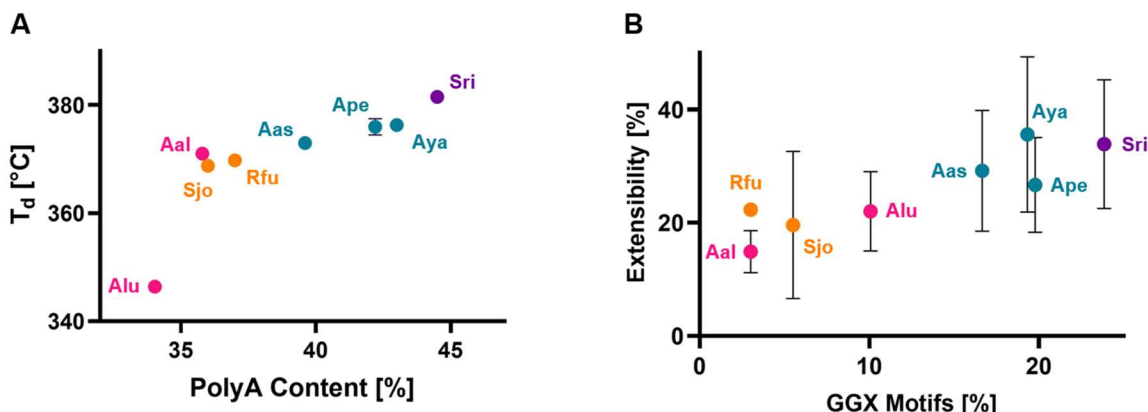 A
T_d [°C]
380
360
340
Sri
Ape
Aas
Aya
Aal
Sjo
Rfu
Alu
35
40
45
PolyA Content [%]
B
Extensibility [%]
40
20
0
Aya
Sri
Aas
Ape
Rfu
Alu
Aal
Sjo
0
10
20
GGX Motifs [%]